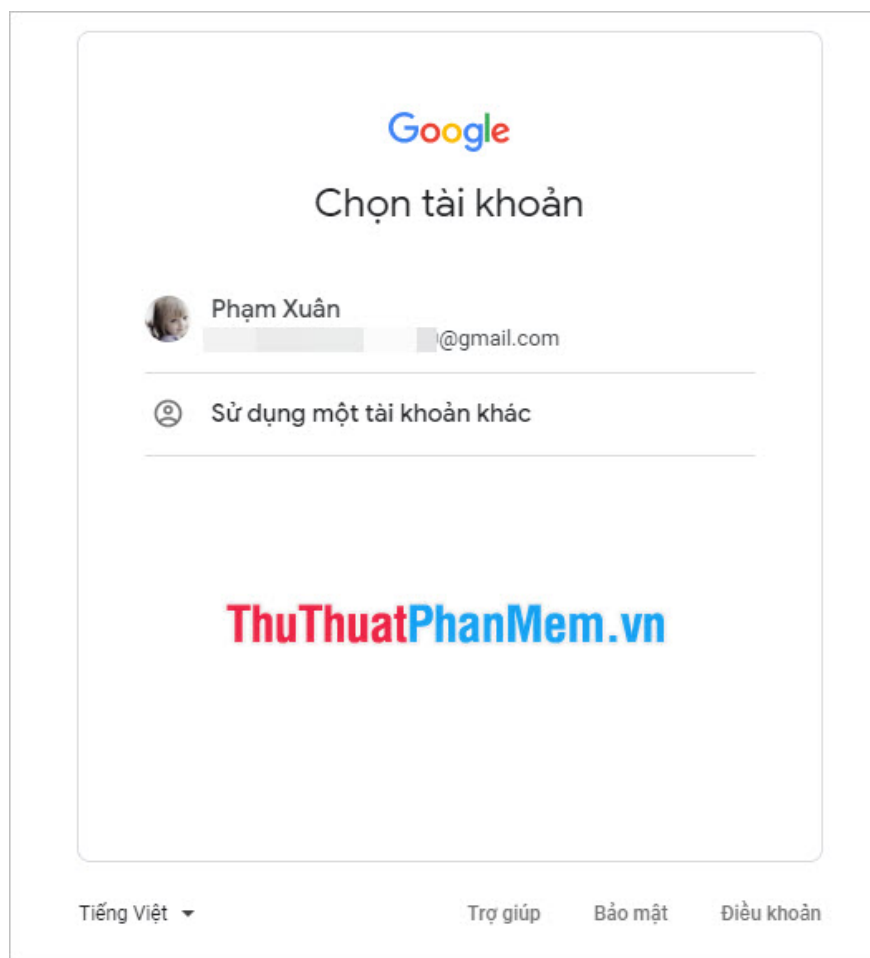 Google
Chọn tài khoản
Phạm Xuân
@gmail.com
Sử dụng một tài khoản khác
ThuThuatPhanMem.vn
Tiếng Việt
Trợ giúp
Bảo mật
Điều khoản